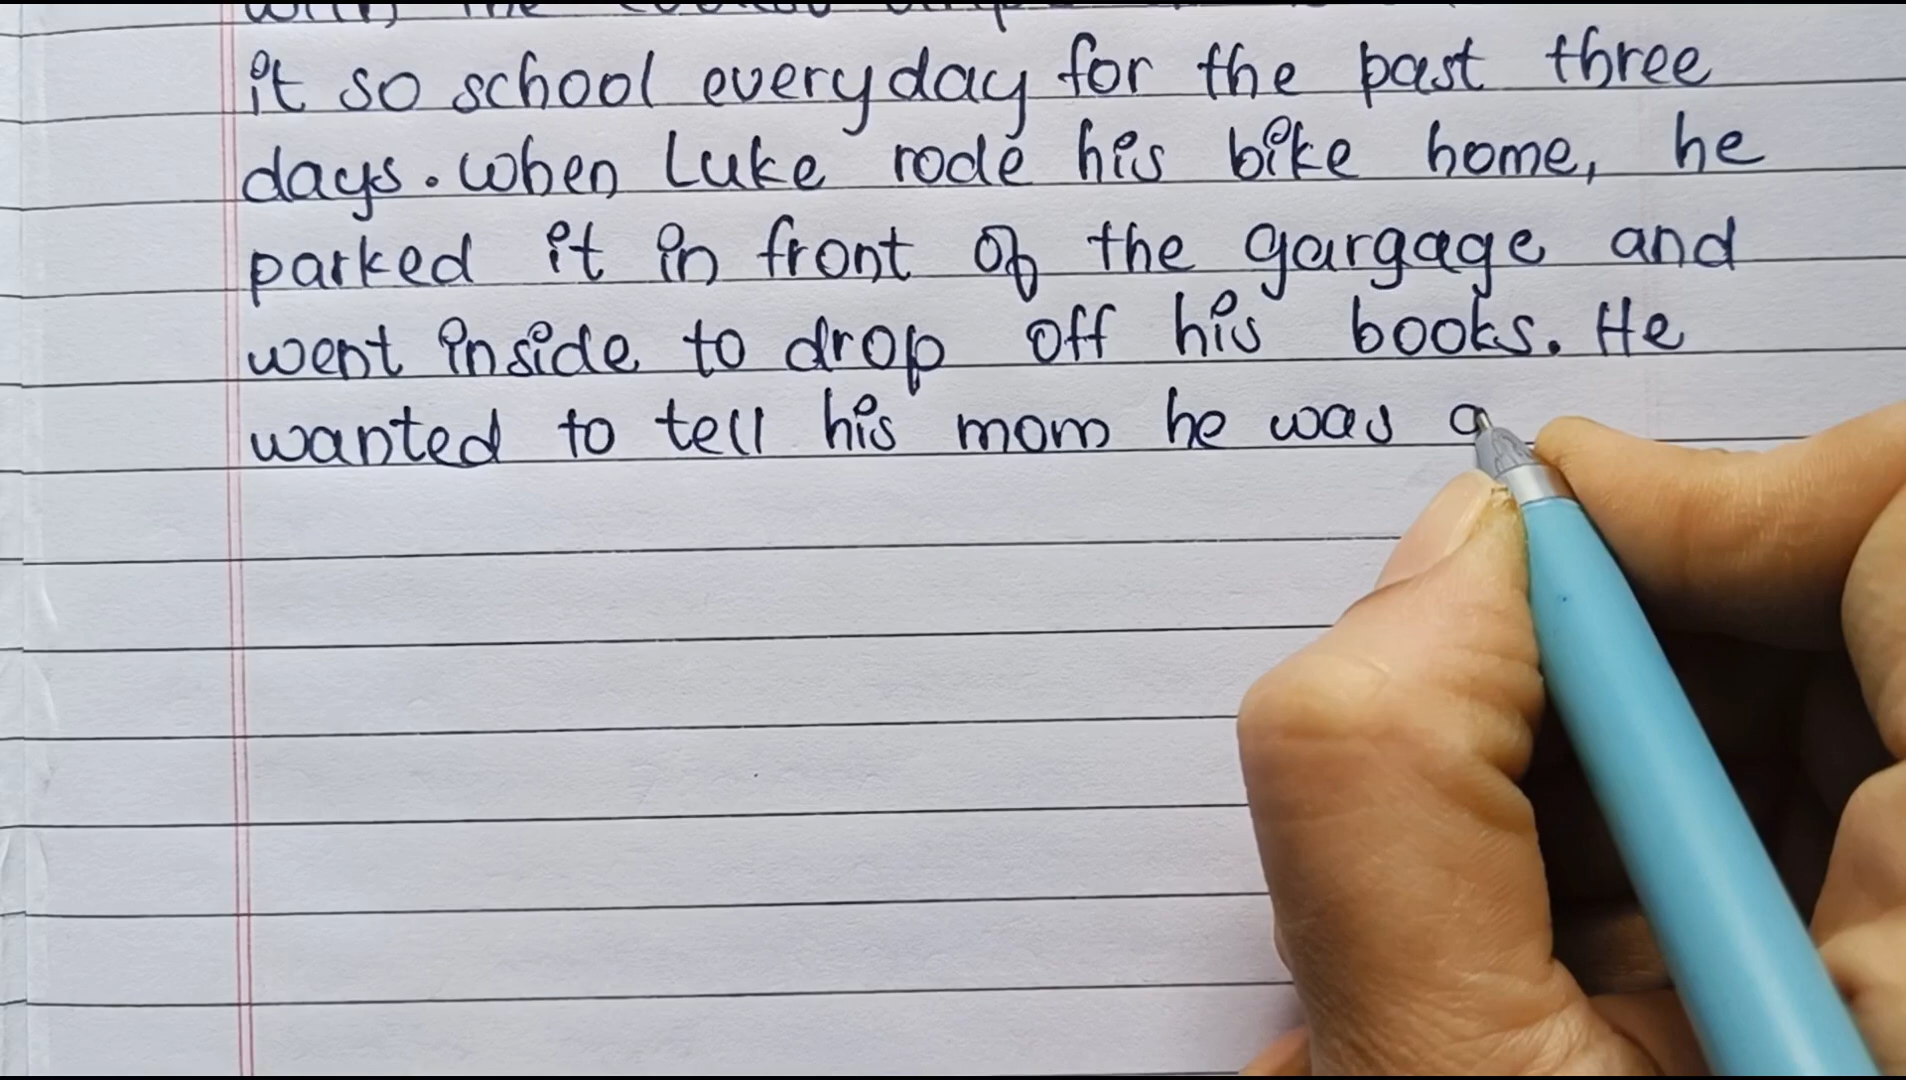 it so school everyday for the past three
days. When Luke rode his bike home, he
parked it in front of the gargage and
went inside to drop off his books. He
wanted to tell his mom he was